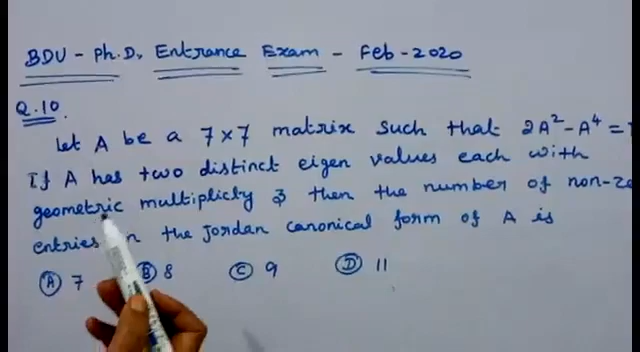 BDU - Ph.D. Entrance Exam - Feb-2020
Q.10.
Let A be a 7×7 matrix such that 2A² - A⁴ =
If A has two distinct eigen values each with
geometric multiplicity 3 then the number of non-ze
entries in the Jordan canonical form of A is
Ⓐ 7 Ⓑ 8 Ⓒ 9 Ⓓ 11